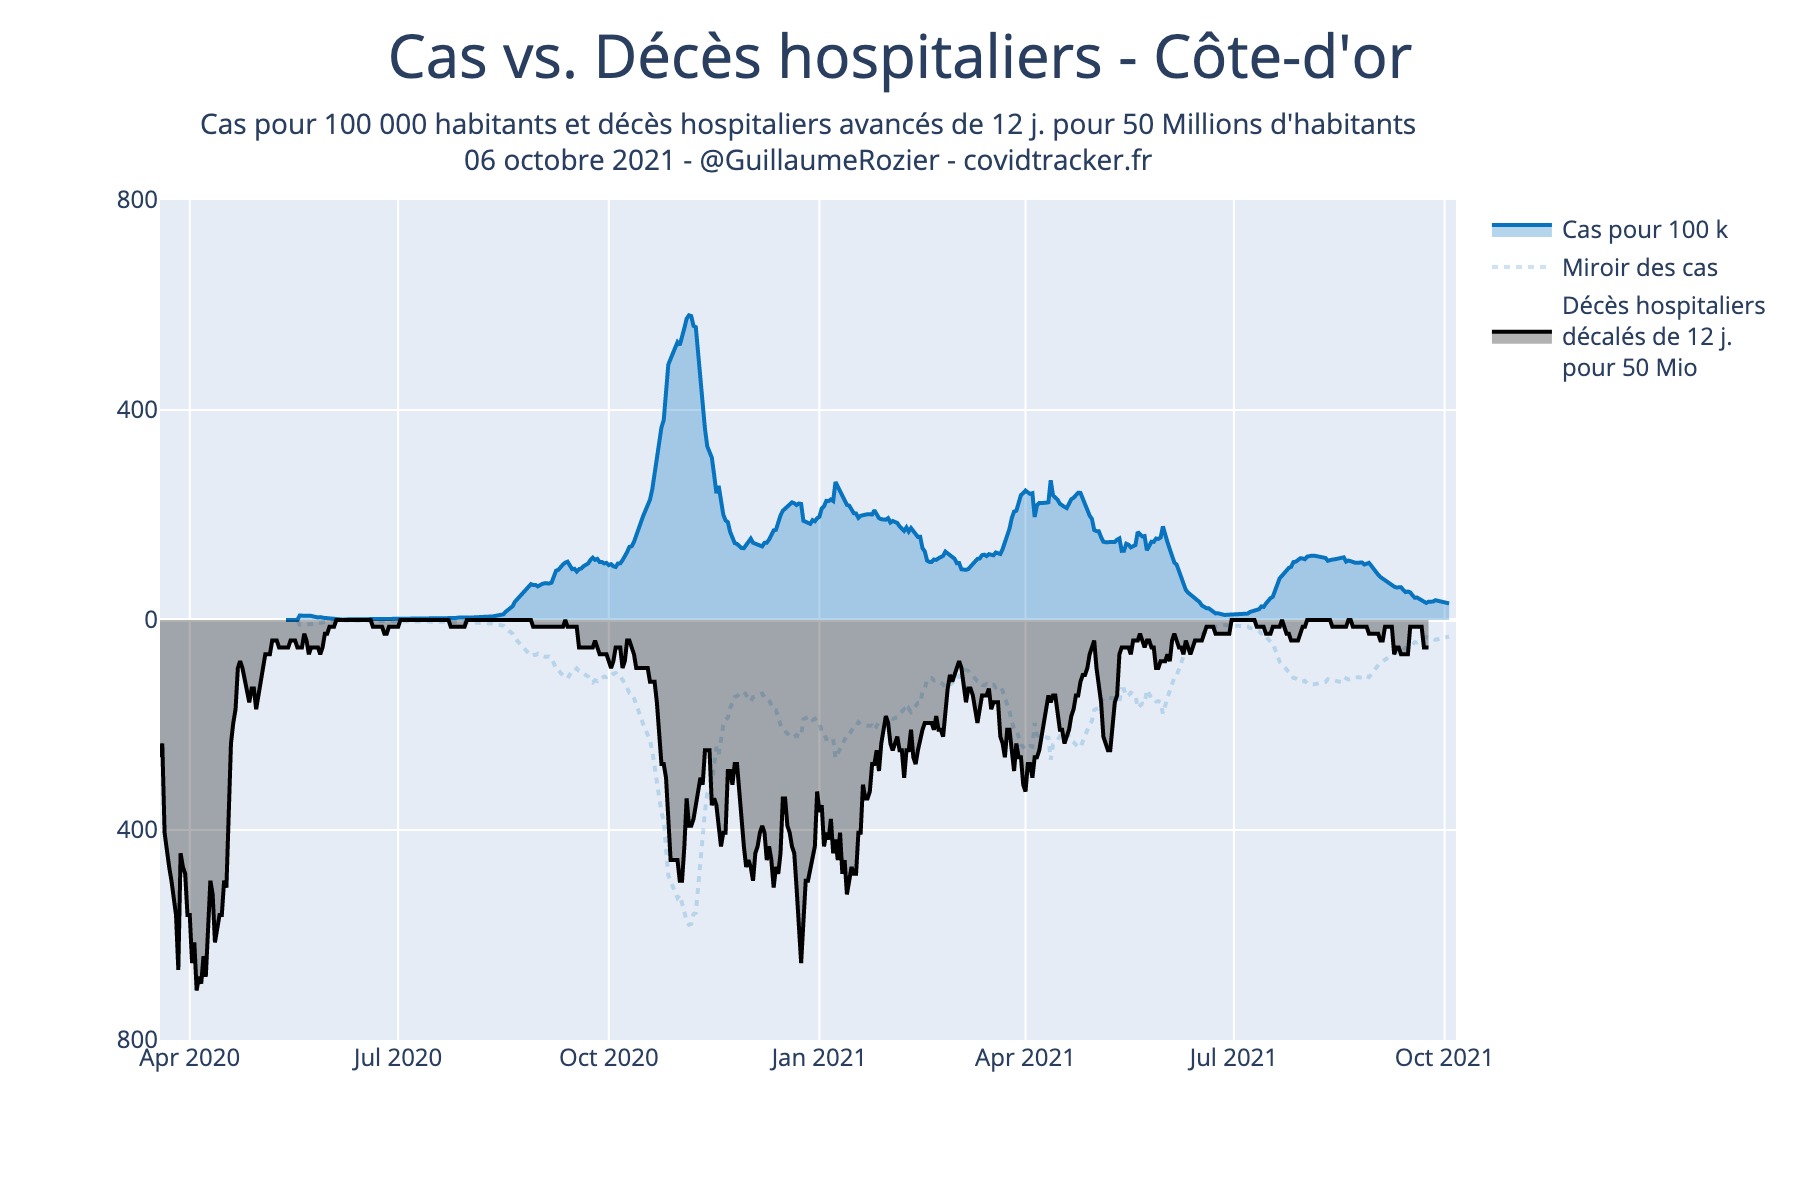 Cas vs. Décès hospitaliers - Côte-d'or
Cas pour 100 000 habitants et décès hospitaliers avancés de 12 j. pour 50 Millions d'habitants
06 octobre 2021 - @GuillaumeRozier - covidtracker.fr
800
400
0
400
800
Apr 2020
Jul 2020
Oct 2020
Jan 2021
Apr 2021
Jul 2021
Oct 2021
Cas pour 100 k
Miroir des cas
Décès hospitaliers
décalés de 12 j.
pour 50 Mio